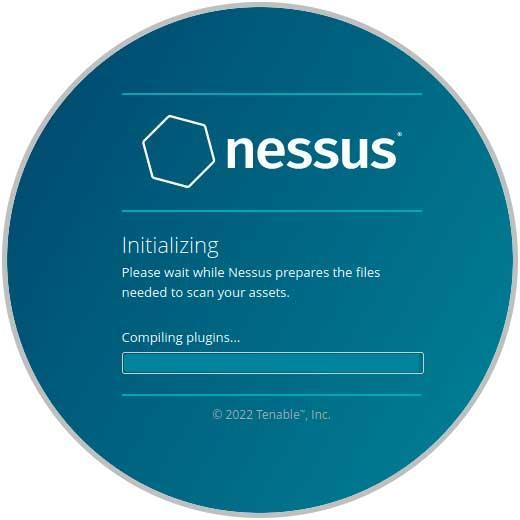 nessus®
Initializing
Please wait while Nessus prepares the files
needed to scan your assets.
Compiling plugins...
© 2022 Tenable™, Inc.